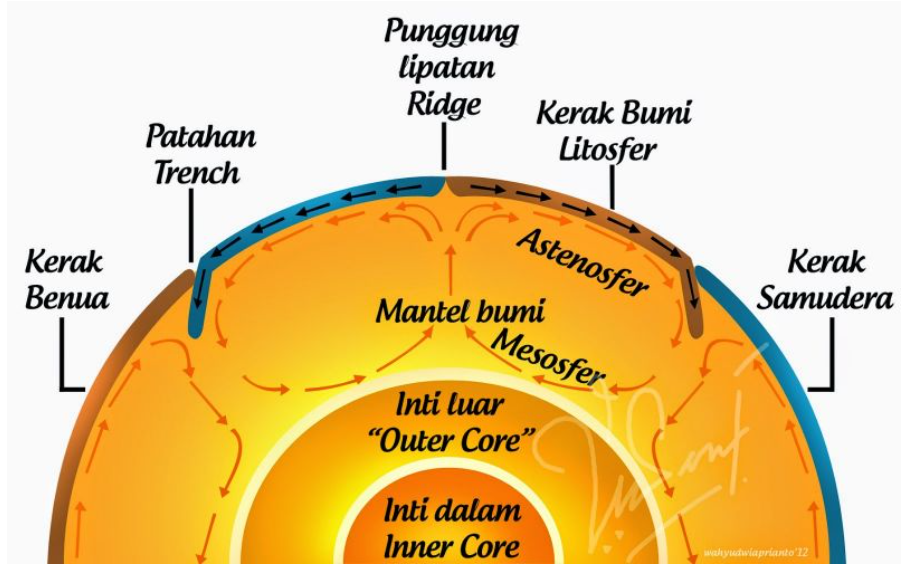 Punggung
lipatan
Ridge
Kerak Bumi
Litosfer
Patahan
Trench
Kerak
Benua
Kerak
Samudera
Astenosfer
Mantel bumi
Mesosfer
Inti luar
“Outer Core”
Inti dalam
Inner Core
wahyudwiaprianto'12